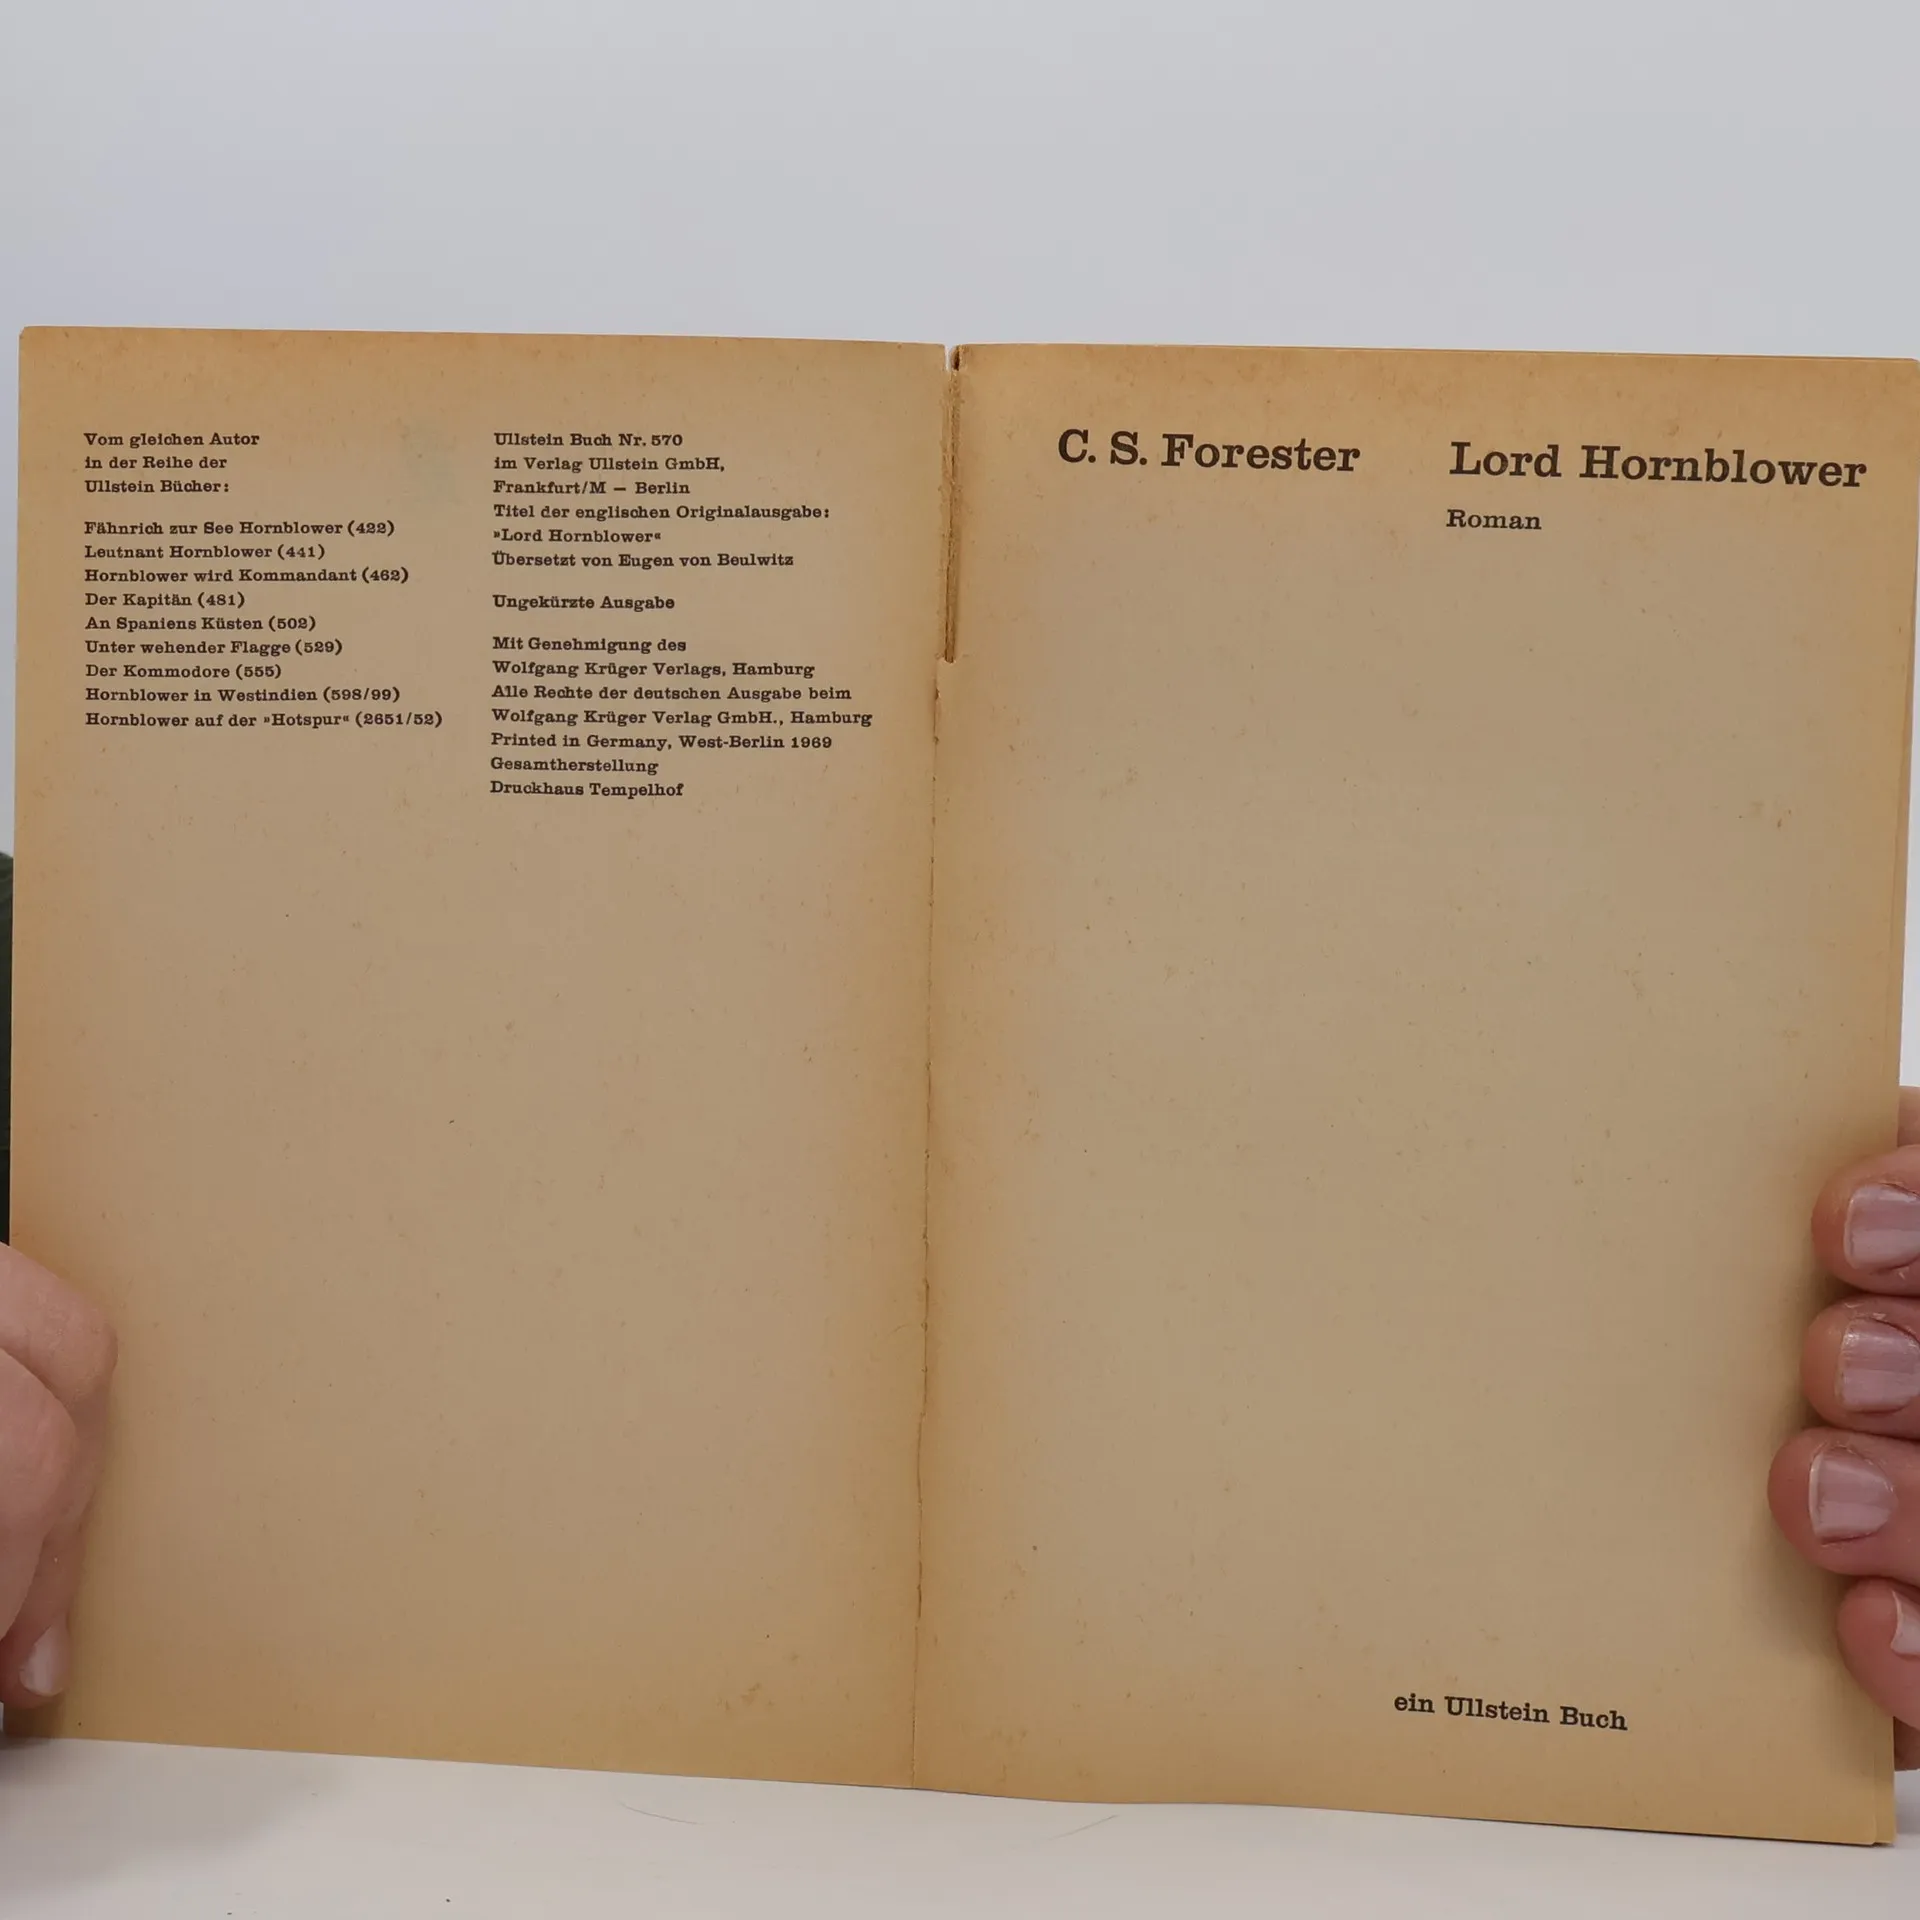 Vom gleichen Autor
in der Reihe der
Ullstein Bücher:
Fähnrich zur See Hornblower (422)
Leutnant Hornblower (441)
Hornblower wird Kommandant (462)
Der Kapitän (481)
An Spaniens Küsten (502)
Unter wehender Flagge (529)
Der Kommodore (555)
Hornblower in Westindien (598/99)
Hornblower auf der »Hotspur« (2651/52)
Ullstein Buch Nr. 570
im Verlag Ullstein GmbH,
Frankfurt/M – Berlin
Titel der englischen Originalausgabe:
»Lord Hornblower«
Übersetzt von Eugen von Beulwitz
Ungekürzte Ausgabe
Mit Genehmigung des
Wolfgang Krüger Verlags, Hamburg
Alle Rechte der deutschen Ausgabe beim
Wolfgang Krüger Verlag GmbH., Hamburg
Printed in Germany, West-Berlin 1969
Gesamtherstellung
Druckhaus Tempelhof
C. S. Forester
Lord Hornblower
Roman
ein Ullstein Buch